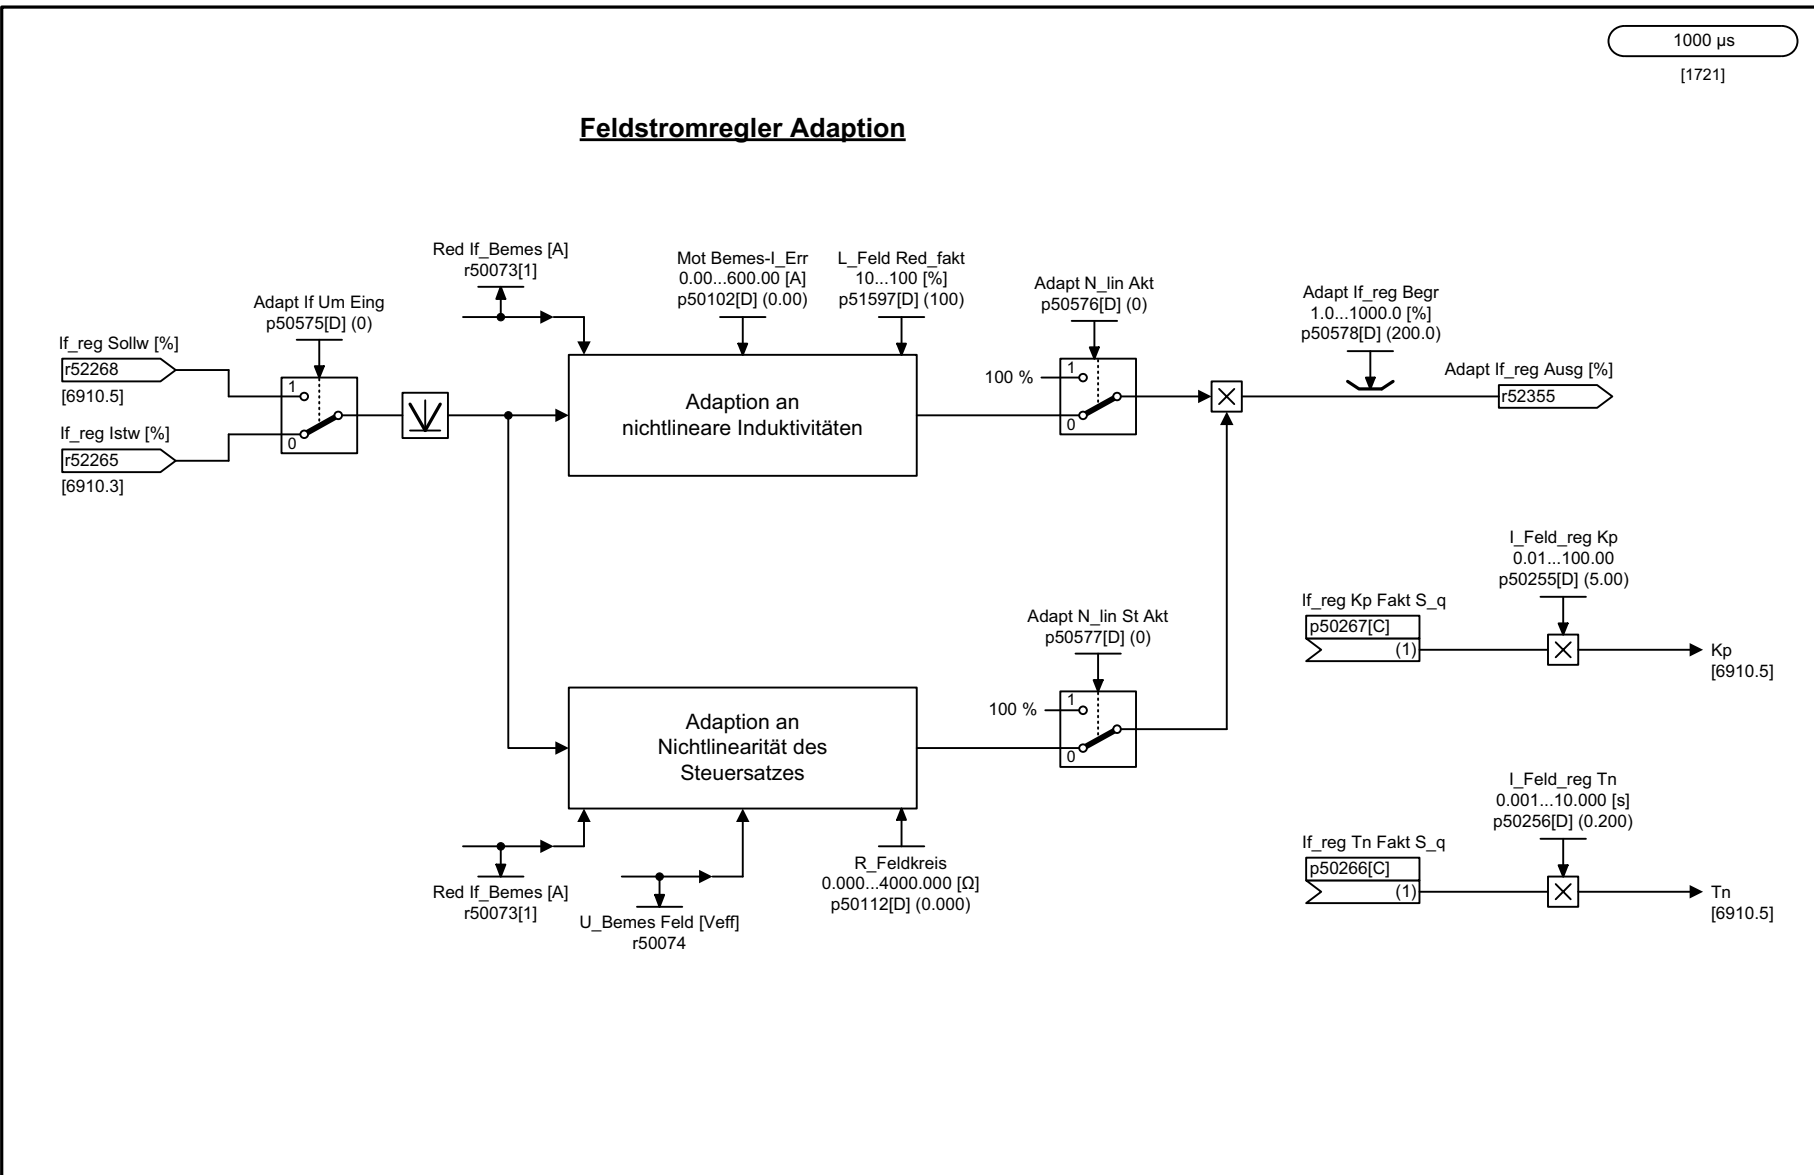 1000 µs
[1721]
Feldstromregler Adaption
Red If_Bemes [A]
r50073[1]
Mot Bemes-I_Err
0.00...600.00 [A]
p50102[D] (0.00)
L_Feld Red_fakt
10...100 [%]
p51597[D] (100)
Adapt N_lin Akt
p50576[D] (0)
Adapt If_reg Begr
1.0...1000.0 [%]
p50578[D] (200.0)
Adapt If Um Eing
p50575[D] (0)
If_reg Sollw [%]
r52268
[6910.5]
If_reg Istw [%]
r52265
[6910.3]
1
0
Adaption an
nichtlineare Induktivitäten
100 %
1
0
Adapt If_reg Ausg [%]
r52355
I_Feld_reg Kp
0.01...100.00
p50255[D] (5.00)
If_reg Kp Fakt S_q
p50267[C]
(1)
Kp
[6910.5]
Adapt N_lin St Akt
p50577[D] (0)
100 %
1
0
Adaption an
Nichtlinearität des
Steuersatzes
I_Feld_reg Tn
0.001...10.000 [s]
p50256[D] (0.200)
If_reg Tn Fakt S_q
p50266[C]
(1)
Tn
[6910.5]
Red If_Bemes [A]
r50073[1]
U_Bemes Feld [Veff]
r50074
R_Feldkreis
0.000...4000.000 [Ω]
p50112[D] (0.000)